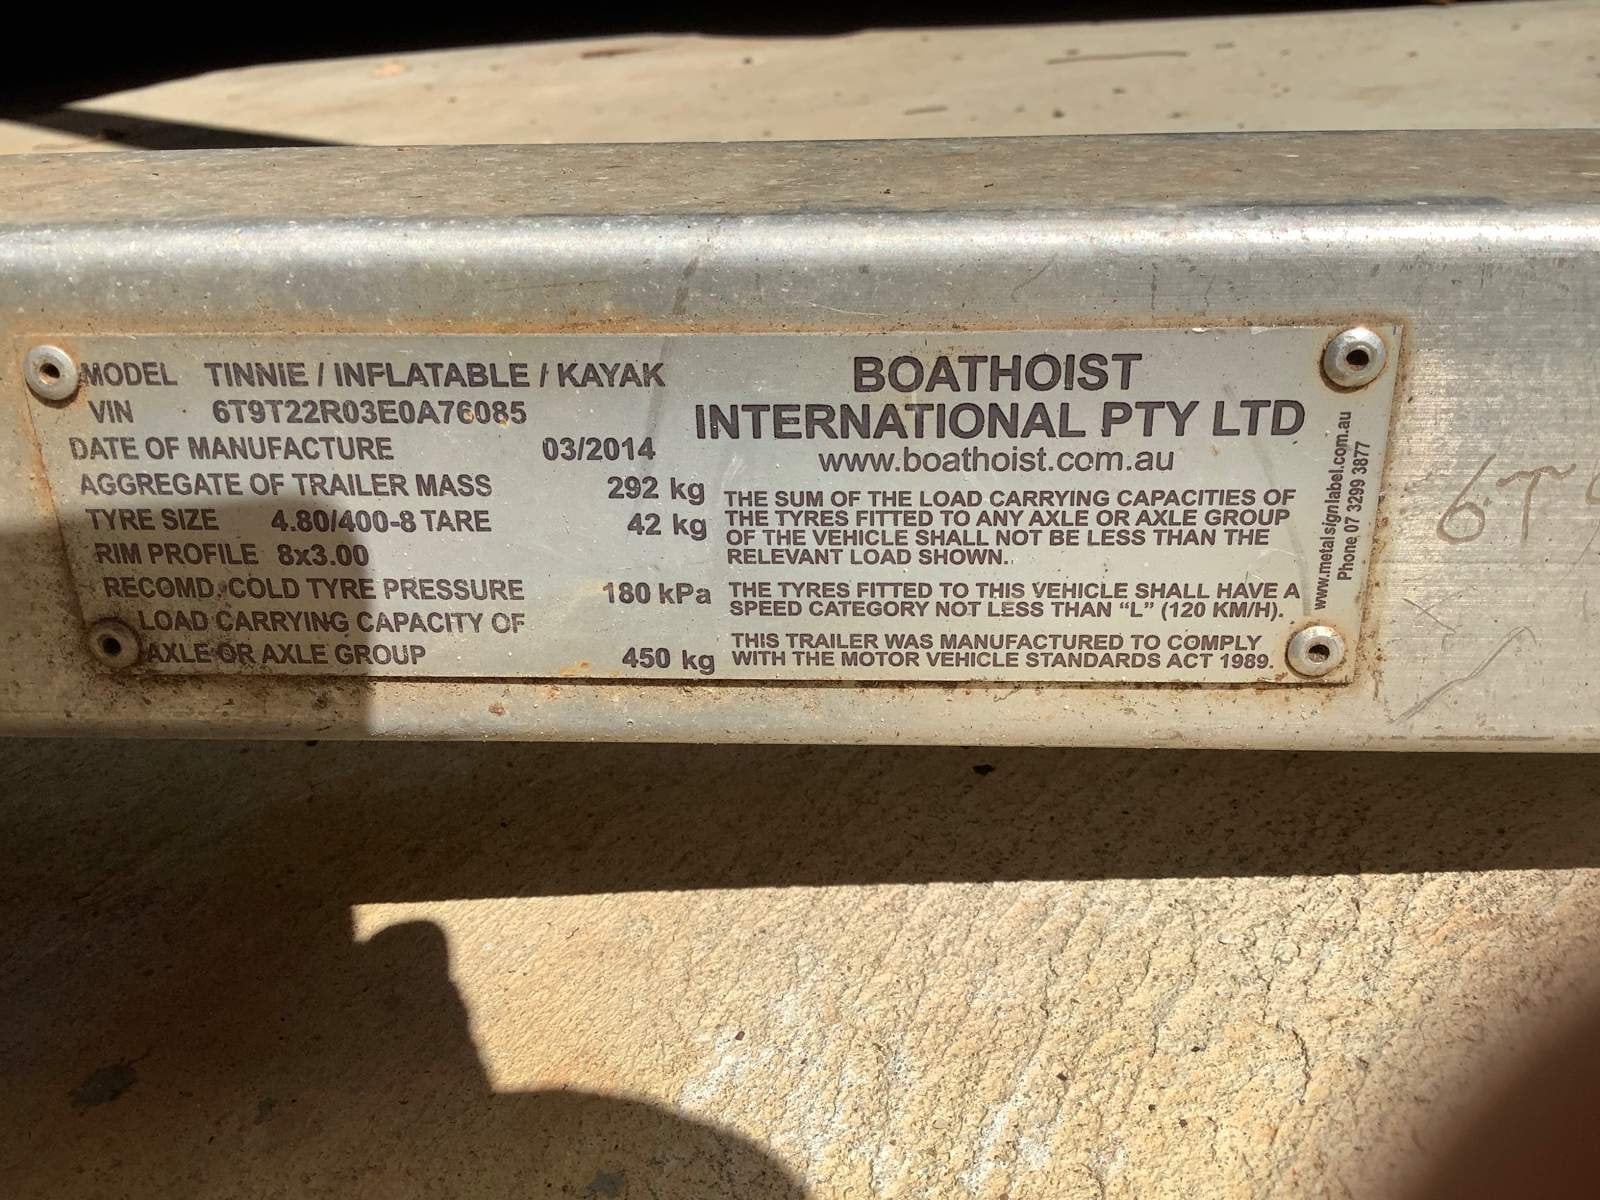 MODEL TINNIE / INFLATABLE / KAYAK
VIN 6T9T22R03E0A76085
DATE OF MANUFACTURE 03/2014
AGGREGATE OF TRAILER MASS 292 kg
TYRE SIZE 4.80/400-8 TARE 42 kg
RIM PROFILE 8x3.00
RECOMD. COLD TYRE PRESSURE 180 kPa
LOAD CARRYING CAPACITY OF
AXLE OR AXLE GROUP 450 kg
BOATHOIST
INTERNATIONAL PTY LTD
www.boathoist.com.au
THE SUM OF THE LOAD CARRYING CAPACITIES OF
THE TYRES FITTED TO ANY AXLE OR AXLE GROUP
OF THE VEHICLE SHALL NOT BE LESS THAN THE
RELEVANT LOAD SHOWN.
THE TYRES FITTED TO THIS VEHICLE SHALL HAVE A
SPEED CATEGORY NOT LESS THAN “L” (120 KM/H).
THIS TRAILER WAS MANUFACTURED TO COMPLY
WITH THE MOTOR VEHICLE STANDARDS ACT 1989.
www.metalsignlabel.com.au
Phone 07 3299 3877
6T